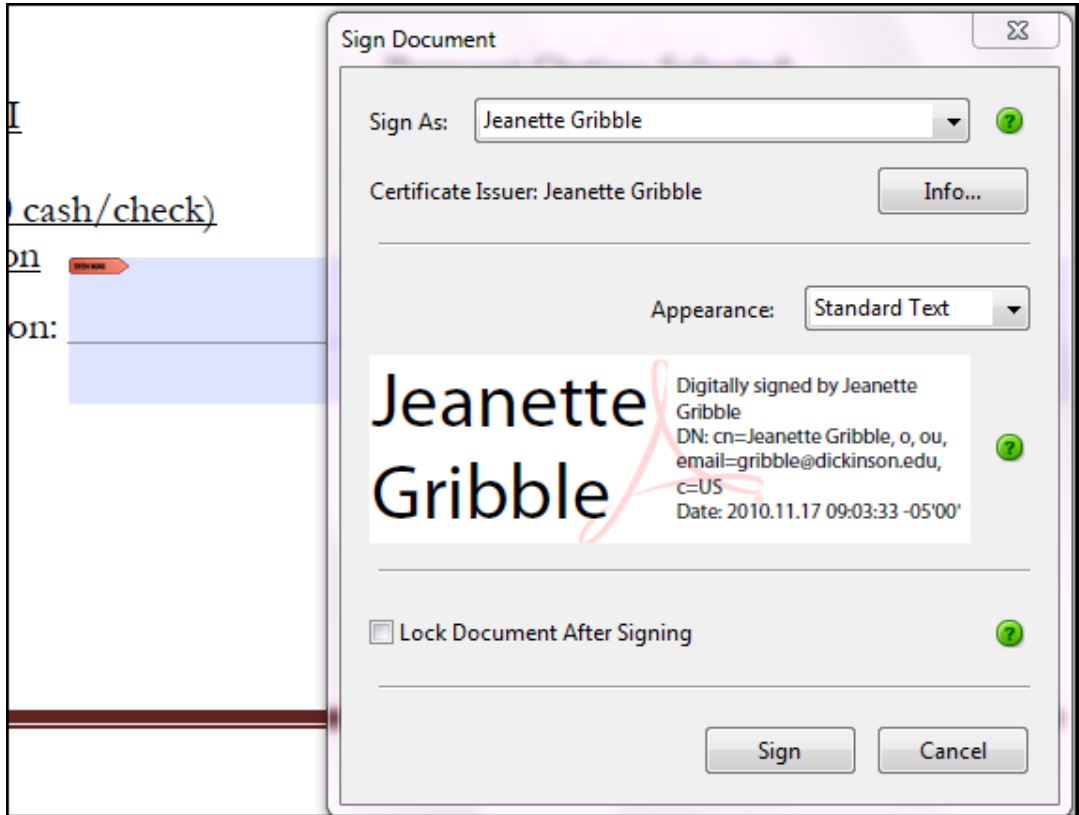 I
cash/check)
on
on:
Sign Document
Sign As: Jeanette Gribble
Certificate Issuer: Jeanette Gribble Info...
Appearance: Standard Text
Jeanette
Gribble
Digitally signed by Jeanette
Gribble
DN: cn=Jeanette Gribble, o, ou,
email=gribble@dickinson.edu,
c=US
Date: 2010.11.17 09:03:33 -05'00'
Lock Document After Signing
Sign Cancel